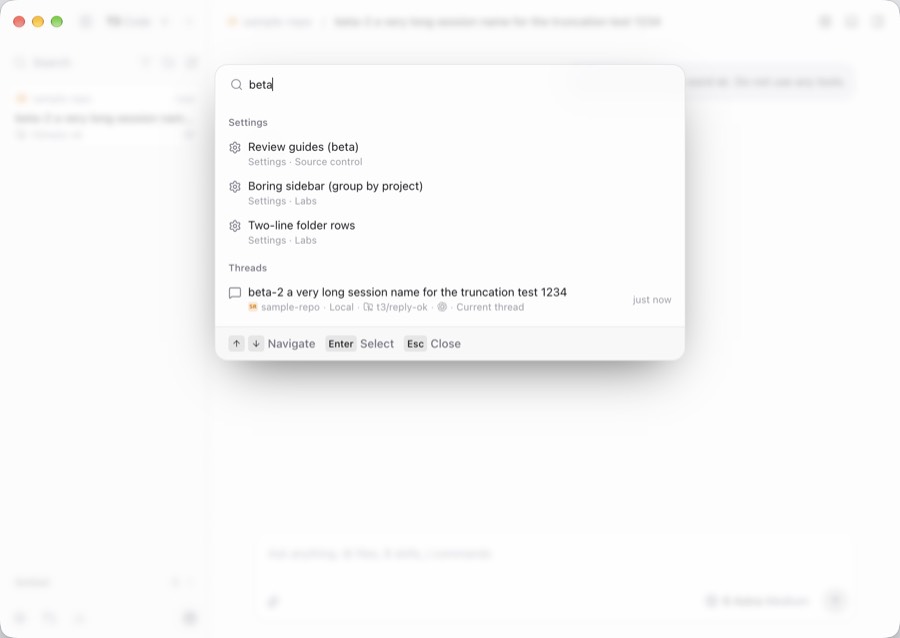 beta
Settings
Review guides (beta)
Settings · Source control
Boring sidebar (group by project)
Settings · Labs
Two-line folder rows
Settings · Labs
Threads
beta-2 a very long session name for the truncation test 1234
just now
sample-repo · Local · t3/reply-ok · Current thread
↑ ↓ Navigate Enter Select Esc Close